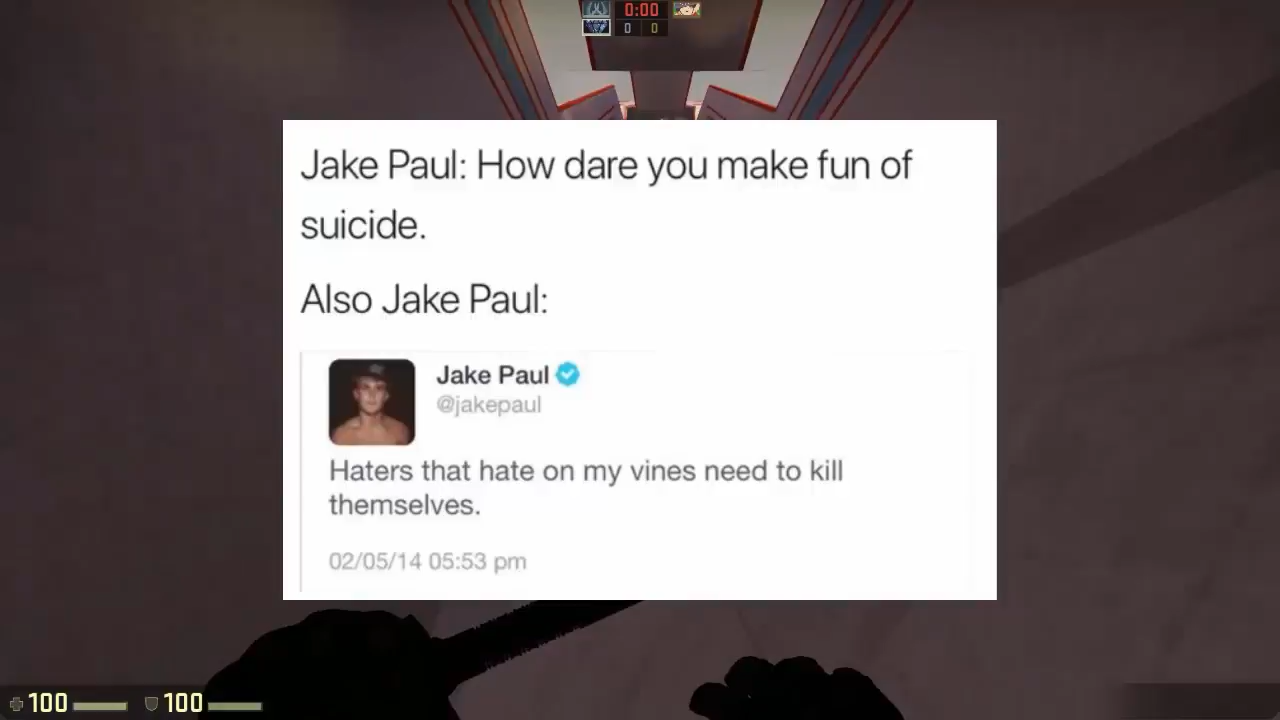 0:00
0 0
Jake Paul: How dare you make fun of
suicide.
Also Jake Paul:
Jake Paul
@jakepaul
Haters that hate on my vines need to kill
themselves.
02/05/14 05:53 pm
100 100